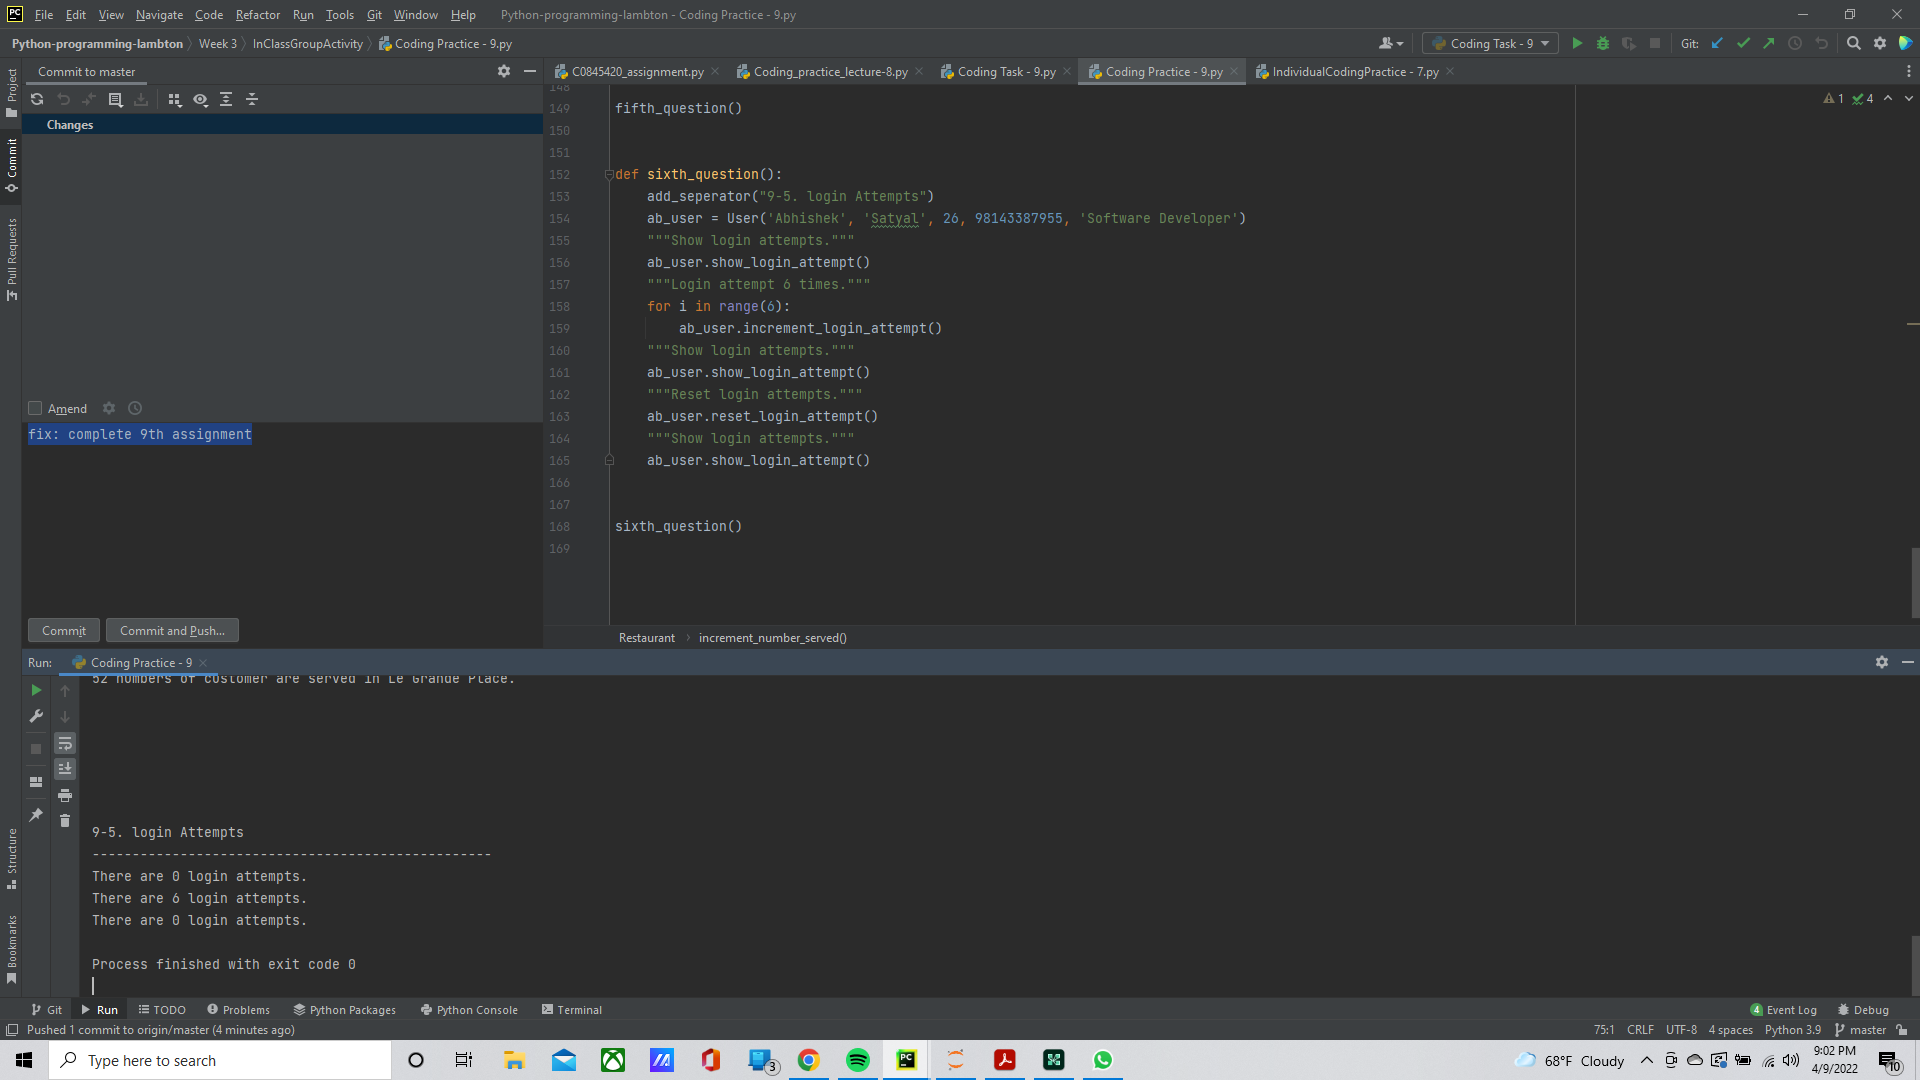 PC File Edit View Navigate Code Refactor Run Tools Git Window Help Python-programming-lambton - Coding Practice - 9.py
Python-programming-lambton Week 3 InClassGroupActivity Coding Practice - 9.py Coding Task - 9 Git:
Project
Commit
Pull Requests
Structure
Bookmarks
Commit to master
Changes
Amend
fix: complete 9th assignment
Commit Commit and Push...
C0845420_assignment.py Coding_practice_lecture-8.py Coding Task - 9.py Coding Practice - 9.py IndividualCodingPractice - 7.py
1 4
148
149 fifth_question()
150
151
152 def sixth_question():
153 add_seperator("9-5. login Attempts")
154 ab_user = User('Abhishek', 'Satyal', 26, 98143387955, 'Software Developer')
155 """Show login attempts."""
156 ab_user.show_login_attempt()
157 """Login attempt 6 times."""
158 for i in range(6):
159 ab_user.increment_login_attempt()
160 """Show login attempts."""
161 ab_user.show_login_attempt()
162 """Reset login attempts."""
163 ab_user.reset_login_attempt()
164 """Show login attempts."""
165 ab_user.show_login_attempt()
166
167
168 sixth_question()
169
Restaurant increment_number_served()
Run: Coding Practice - 9
52 numbers of customer are served in Le Grande Place.
9-5. login Attempts
--------------------------------------------------
There are 0 login attempts.
There are 6 login attempts.
There are 0 login attempts.
Process finished with exit code 0
Git Run TODO Problems Python Packages Python Console Terminal 4 Event Log Debug
Pushed 1 commit to origin/master (4 minutes ago) 75:1 CRLF UTF-8 4 spaces Python 3.9 master
Type here to search 3 PC 68°F Cloudy 9:02 PM
4/9/2022 10